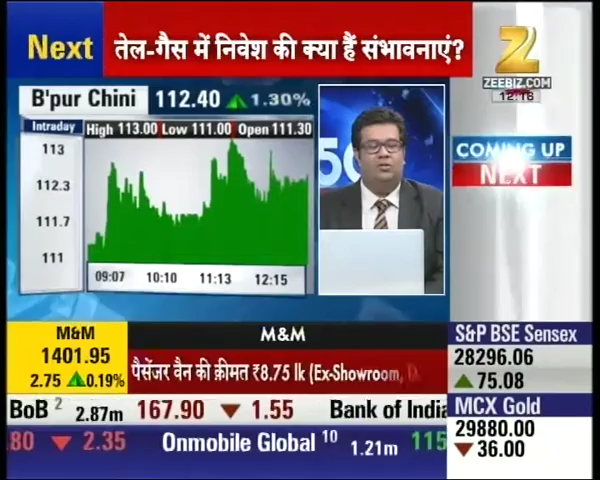 Next
तेल-गैस में निवेश की क्या हैं संभावनाएं?
Z
ZEEBIZ.COM
12:16
B'pur Chini 112.40 1.30%
Intraday High 113.00 Low 111.00 Open 111.30
113
112.3
111.7
111
09:07 10:10 11:13 12:15
COMING UP
NEXT
M&M
1401.95
2.75 0.19%
M&M
पैसेंजर वैन की क़ीमत ₹8.75 lk (Ex-Showroom,
S&P BSE Sensex
28296.06
75.08
BoB 2 2.87m 167.90 1.55 Bank of India
MCX Gold
29880.00
36.00
.80 2.35 Onmobile Global 10 1.21m 115